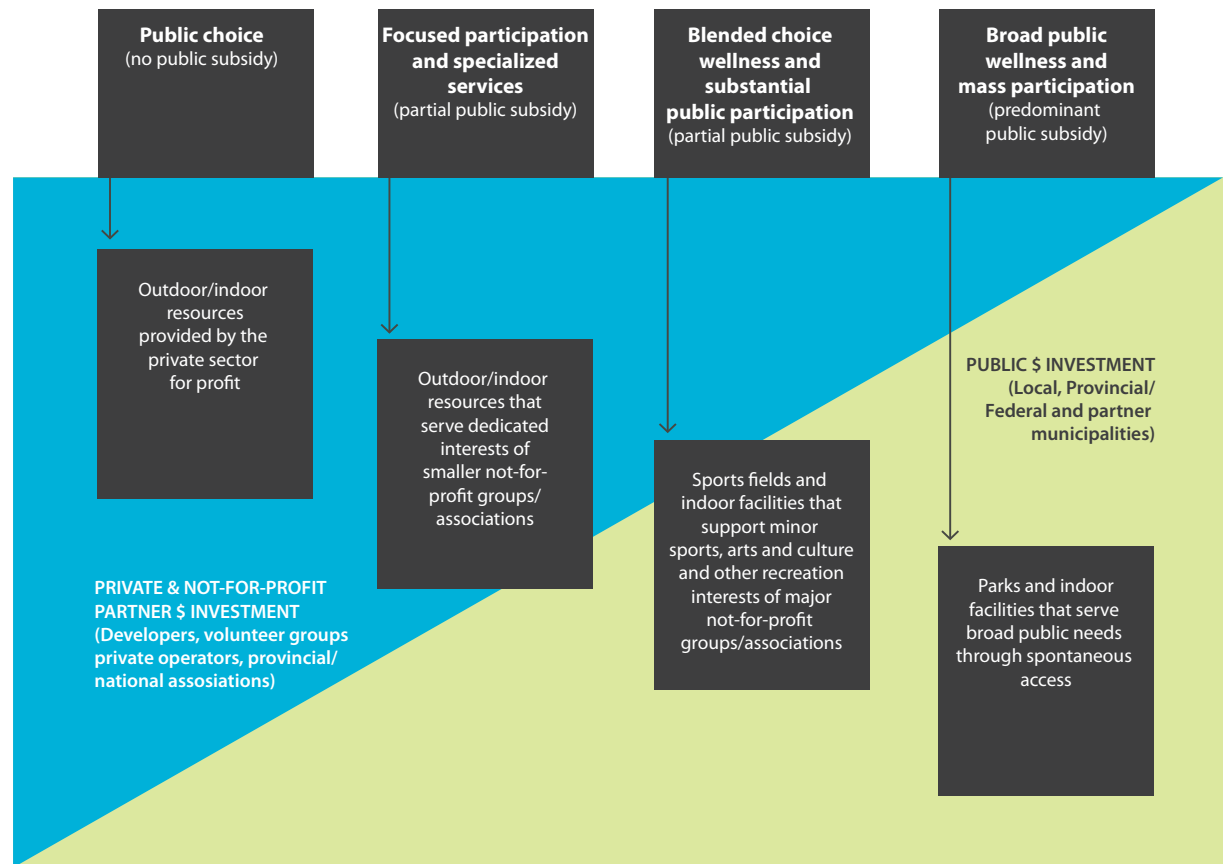 Public choice
(no public subsidy)
Focused participation
and specialized
services
(partial public subsidy)
Blended choice
wellness and
substantial
public participation
(partial public subsidy)
Broad public
wellness and
mass participation
(predominant
public subsidy)
Outdoor/indoor
resources
provided by the
private sector
for profit
Outdoor/indoor
resources that
serve dedicated
interests of
smaller not-for-
profit groups/
associations
Sports fields and
indoor facilities that
support minor
sports, arts and culture
and other recreation
interests of major
not-for-profit
groups/associations
Parks and indoor
facilities that serve
broad public needs
through spontaneous
access
PUBLIC $ INVESTMENT
(Local, Provincial/
Federal and partner
municipalities)
PRIVATE & NOT-FOR-PROFIT
PARTNER $ INVESTMENT
(Developers, volunteer groups
private operators, provincial/
national assosiations)